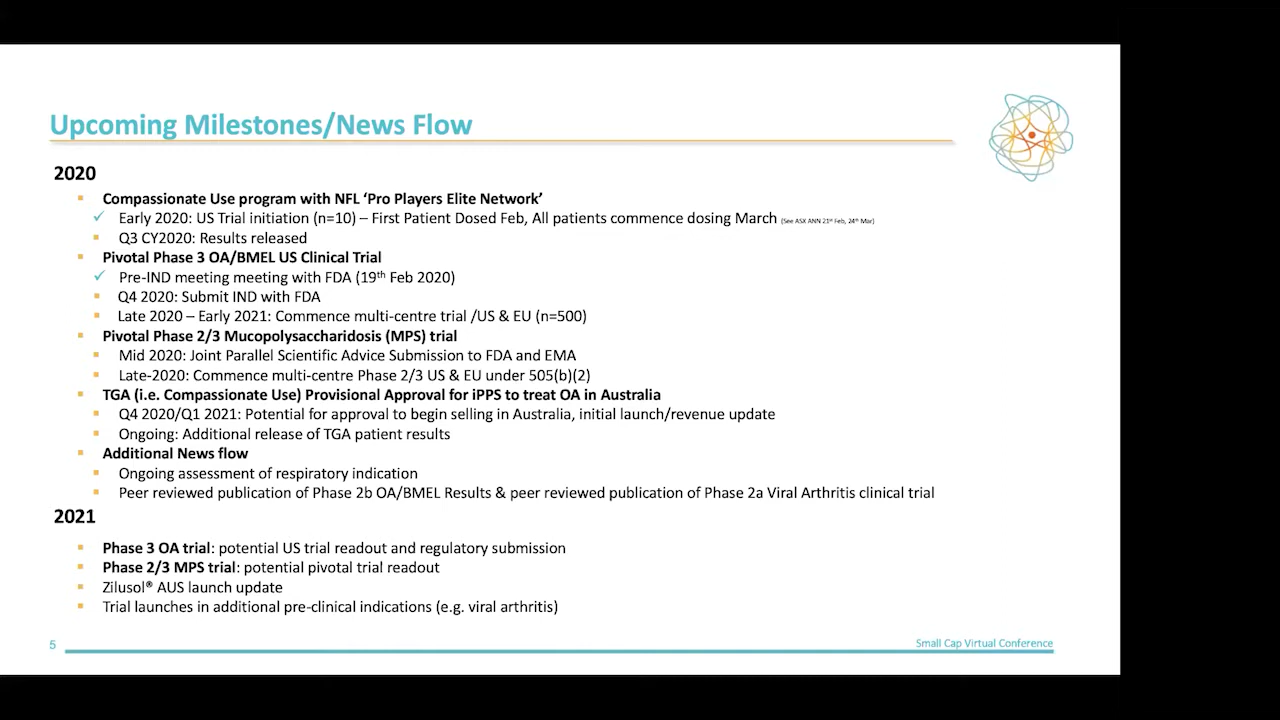 Upcoming Milestones/News Flow
2020
Compassionate Use program with NFL ‘Pro Players Elite Network’
Early 2020: US Trial initiation (n=10) – First Patient Dosed Feb, All patients commence dosing March (See ASX ANN 21st Feb, 24th Mar)
Q3 CY2020: Results released
Pivotal Phase 3 OA/BMEL US Clinical Trial
Pre-IND meeting meeting with FDA (19th Feb 2020)
Q4 2020: Submit IND with FDA
Late 2020 – Early 2021: Commence multi-centre trial /US & EU (n=500)
Pivotal Phase 2/3 Mucopolysaccharidosis (MPS) trial
Mid 2020: Joint Parallel Scientific Advice Submission to FDA and EMA
Late-2020: Commence multi-centre Phase 2/3 US & EU under 505(b)(2)
TGA (i.e. Compassionate Use) Provisional Approval for iPPS to treat OA in Australia
Q4 2020/Q1 2021: Potential for approval to begin selling in Australia, initial launch/revenue update
Ongoing: Additional release of TGA patient results
Additional News flow
Ongoing assessment of respiratory indication
Peer reviewed publication of Phase 2b OA/BMEL Results & peer reviewed publication of Phase 2a Viral Arthritis clinical trial
2021
Phase 3 OA trial: potential US trial readout and regulatory submission
Phase 2/3 MPS trial: potential pivotal trial readout
Zilusol® AUS launch update
Trial launches in additional pre-clinical indications (e.g. viral arthritis)
5
Small Cap Virtual Conference